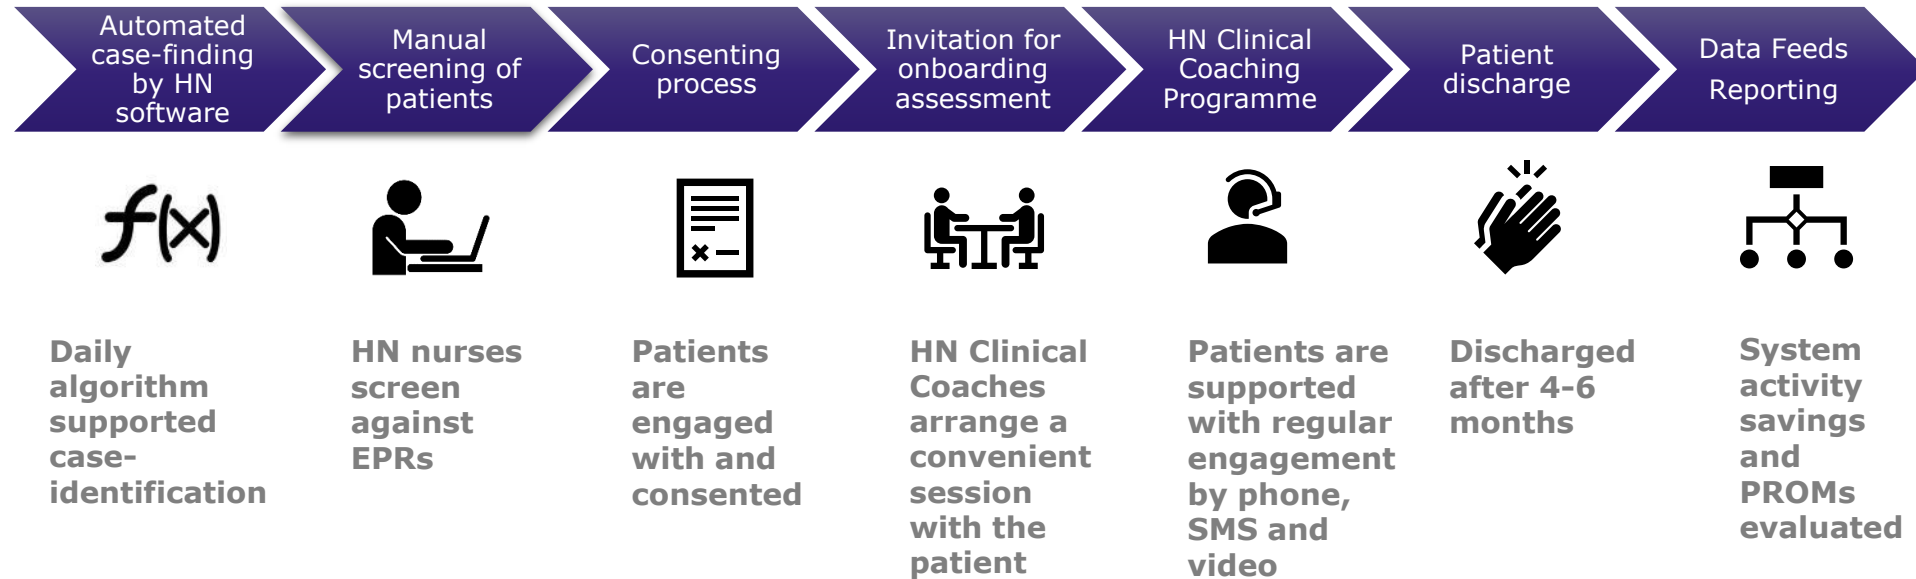 Automated
case-finding
by HN
software
Manual
screening of
patients
Consenting
process
Invitation for
onboarding
assessment
HN Clinical
Coaching
Programme
Patient
discharge
Data Feeds
Reporting
f(x)
Daily
algorithm
supported
case-
identification
HN nurses
screen
against
EPRs
Patients
are
engaged
with and
consented
HN Clinical
Coaches
arrange a
convenient
session
with the
patient
Patients are
supported
with regular
engagement
by phone,
SMS and
video
Discharged
after 4-6
months
System
activity
savings
and
PROMs
evaluated